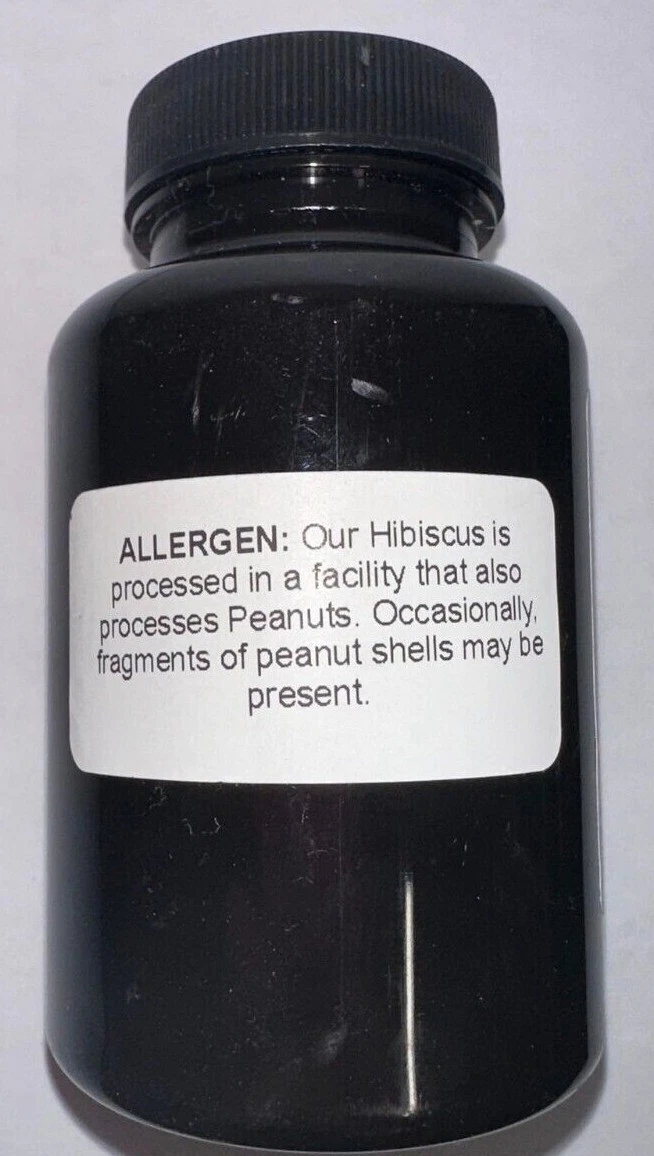 ALLERGEN: Our Hibiscus is
processed in a facility that also
processes Peanuts. Occasionally,
fragments of peanut shells may be
present.